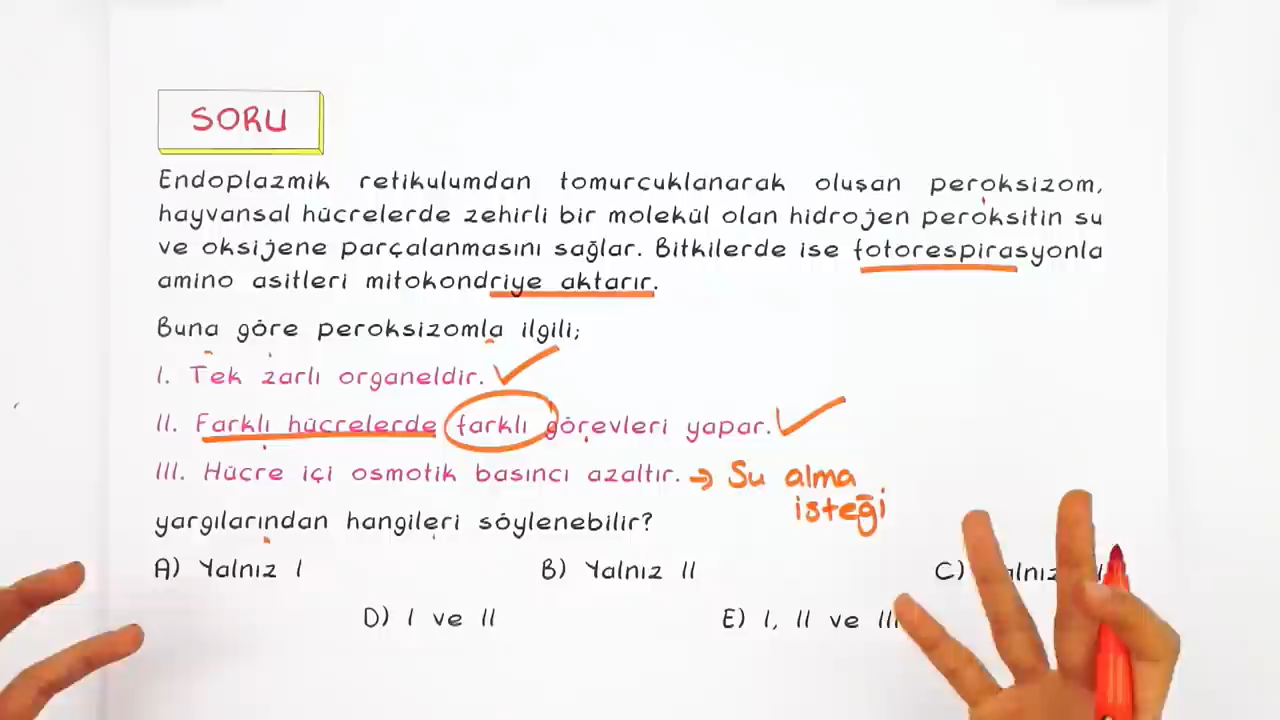 SORU
Endoplazmik retikulumdan tomurcuklanarak oluşan peroksizom,
hayvansal hücrelerde zehirli bir molekül olan hidrojen peroksitin su
ve oksijene parçalanmasını sağlar. Bitkilerde ise fotorespirasyonla
amino asitleri mitokondriye aktarır.
Buna göre peroksizomla ilgili;
I. Tek zarlı organeldir.
II. Farklı hücrelerde farklı görevleri yapar.
III. Hücre içi osmotik basıncı azaltır. → Su alma
isteği
yargılarından hangileri söylenebilir?
A) Yalnız I B) Yalnız II C)
D) I ve II E) I, II ve III